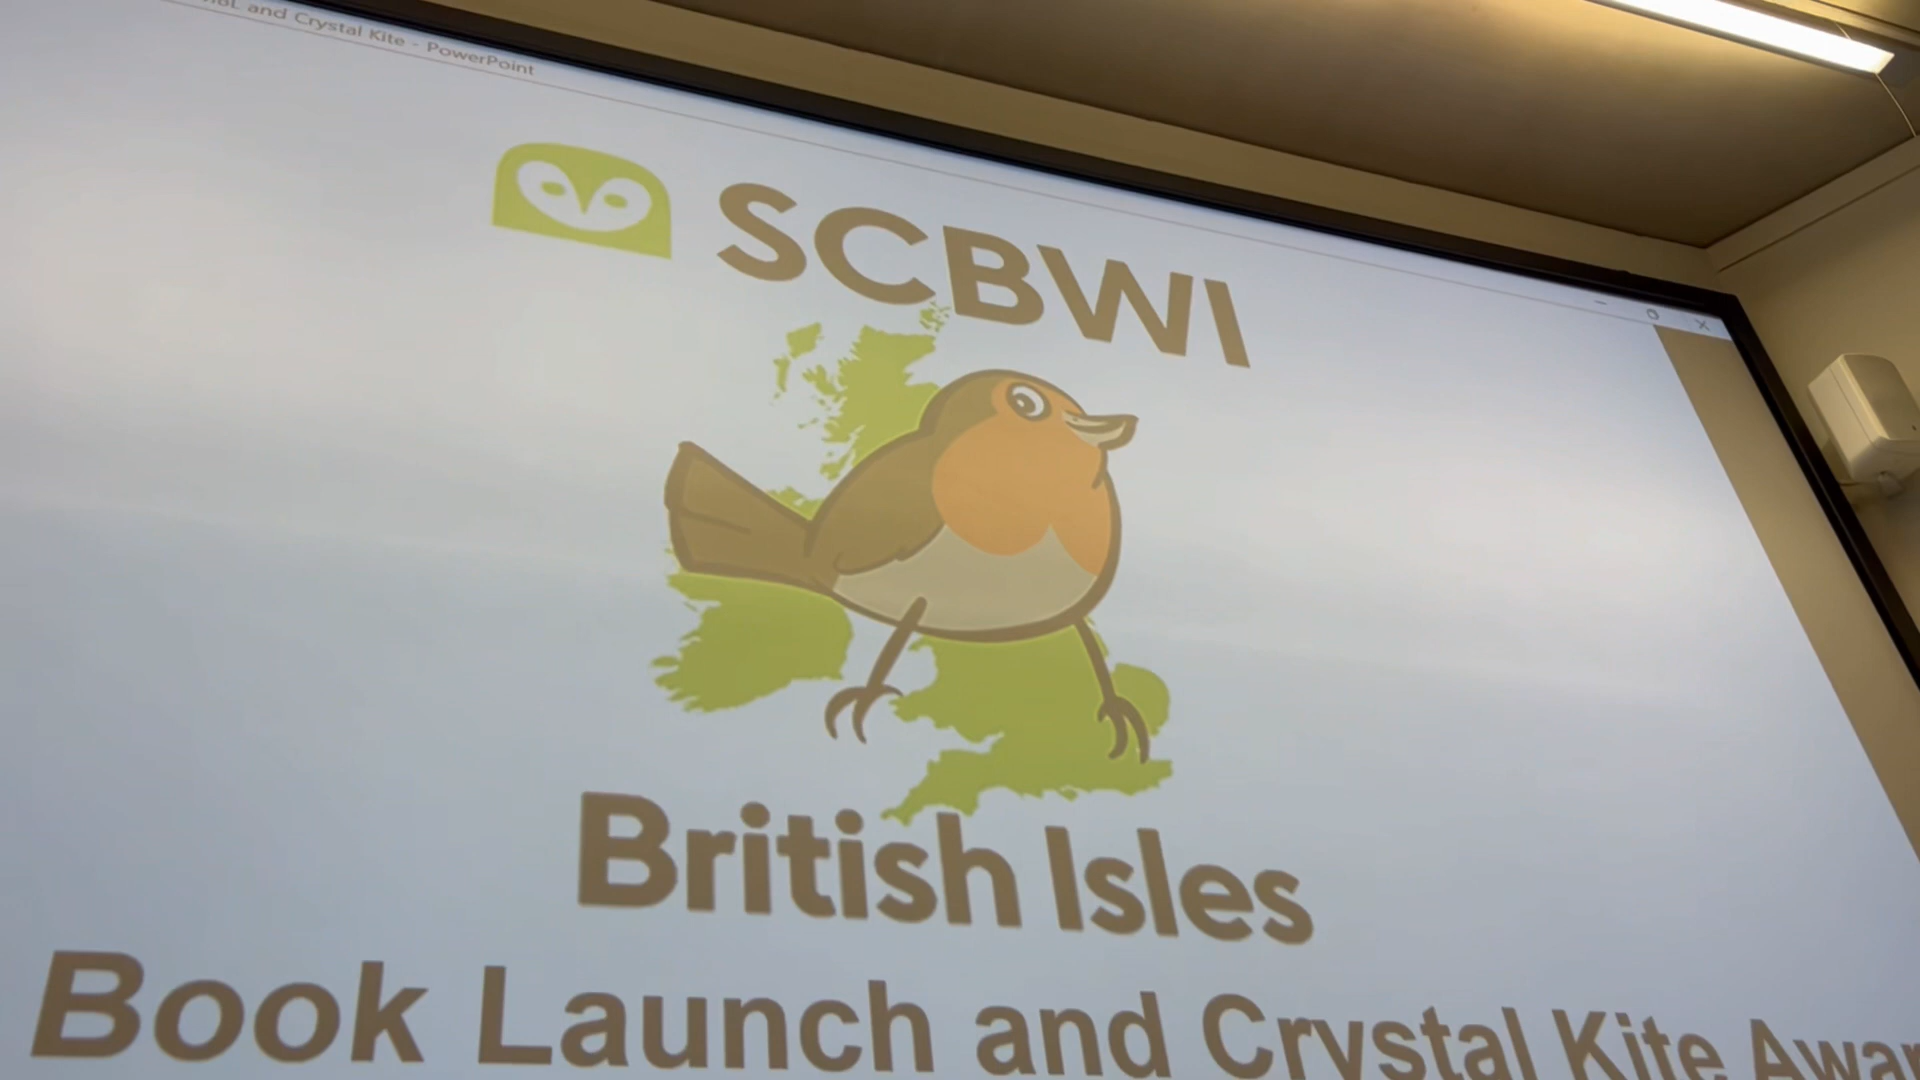 and Crystal Kite - PowerPoint
SCBWI
British Isles
Book Launch and Crystal Kite